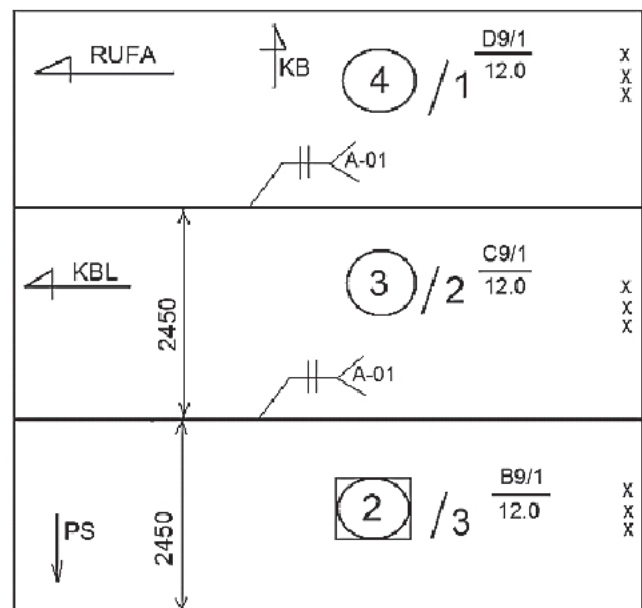 RUFA
KB
4 /1 D9/1
12.0
X
X
X
A-01
KBL
2450
3 /2 C9/1
12.0
X
X
X
A-01
PS
2450
2 /3 B9/1
12.0
X
X
X